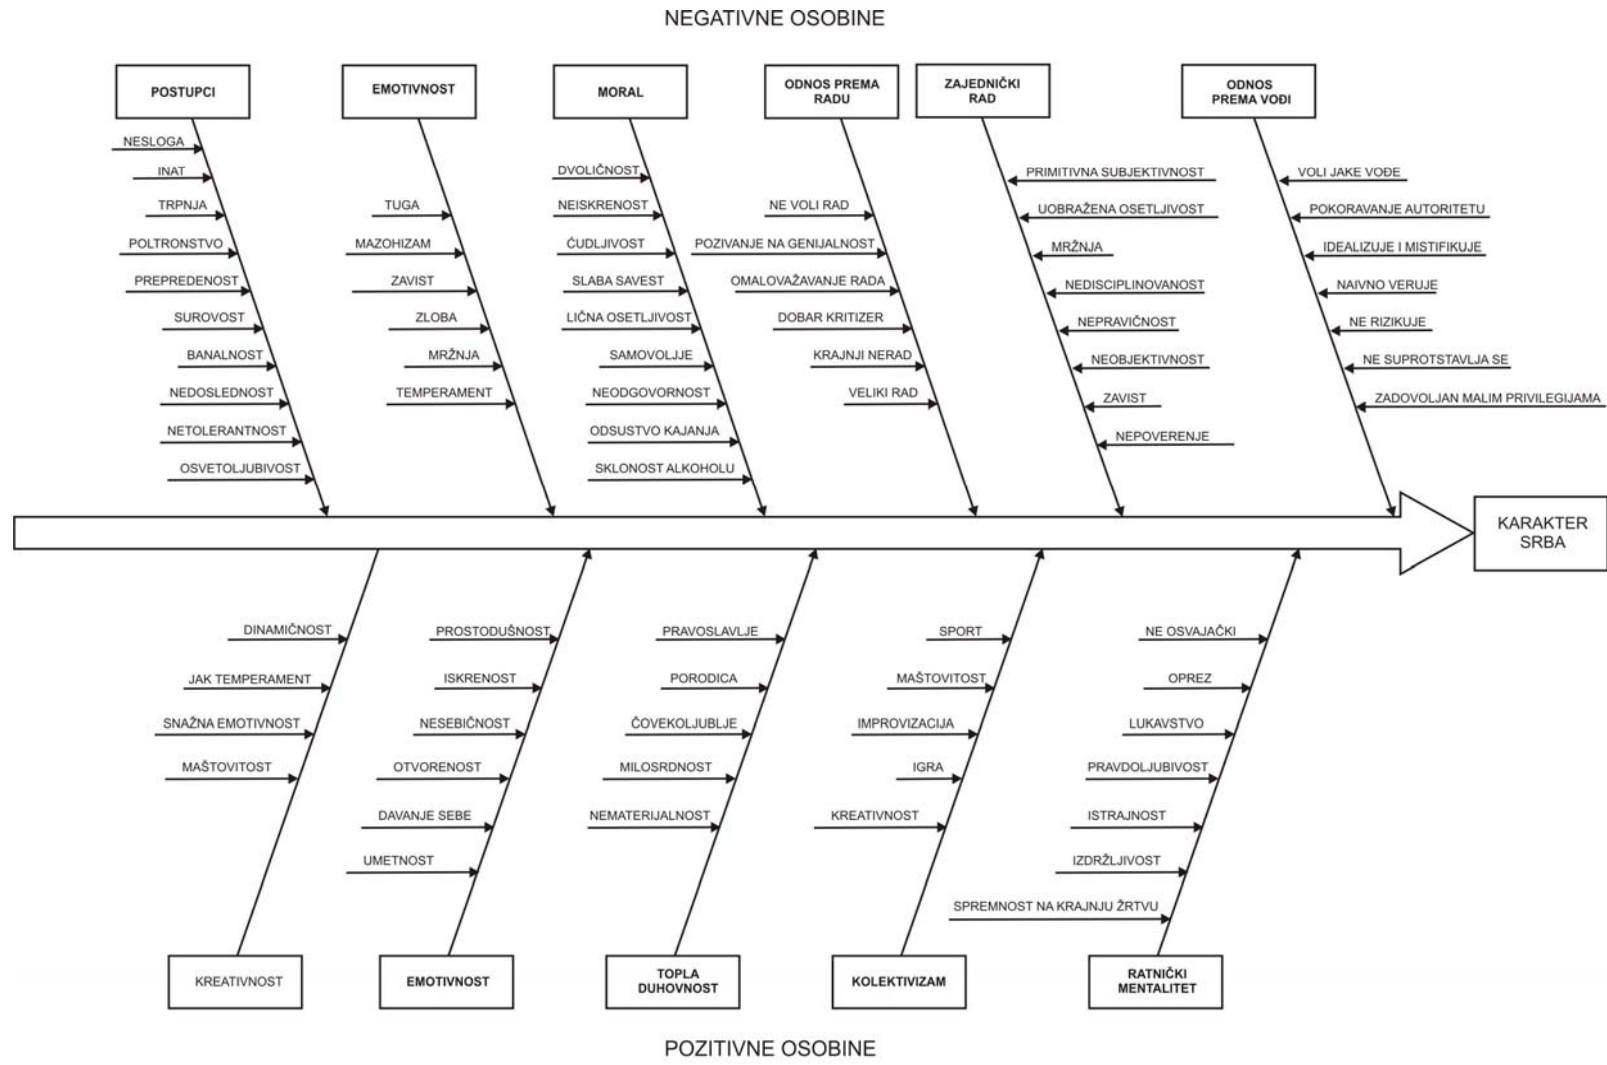 NEGATIVNE OSOBINE
POSTUPCI
NESLOGA
INAT
TRPNJA
POLTRONSTVO
PREPREDENOST
SUROVOST
BANALNOST
NEDOSLEDNOST
NETOLERANTNOST
OSVETOLJUBIVOST
EMOTIVNOST
TUGA
MAZOHIZAM
ZAVIST
ZLOBA
MRŽNJA
TEMPERAMENT
MORAL
DVOLIČNOST
NEISKRENOST
ĆUDLJIVOST
SLABA SAVEST
LIČNA OSETLJIVOST
SAMOVOLJJE
NEODGOVORNOST
ODSUSTVO KAJANJA
SKLONOST ALKOHOLU
ODNOS PREMA
RADU
NE VOLI RAD
POZIVANJE NA GENIJALNOST
OMALOVAŽAVANJE RADA
DOBAR KRITIZER
KRAJNJI NERAD
VELIKI RAD
ZAJEDNIČKI
RAD
PRIMITIVNA SUBJEKTIVNOST
UOBRAŽENA OSETLJIVOST
MRŽNJA
NEDISCIPLINOVANOST
NEPRAVIČNOST
NEOBJEKTIVNOST
ZAVIST
NEPOVERENJE
ODNOS
PREMA VOĐI
VOLI JAKE VOĐE
POKORAVANJE AUTORITETU
IDEALIZUJE I MISTIFIKUJE
NAIVNO VERUJE
NE RIZIKUJE
NE SUPROTSTAVLJA SE
ZADOVOLJAN MALIM PRIVILEGIJAMA
KARAKTER
SRBA
DINAMIČNOST
JAK TEMPERAMENT
SNAŽNA EMOTIVNOST
MAŠTOVITOST
KREATIVNOST
PROSTODUŠNOST
ISKRENOST
NESEBIČNOST
OTVORENOST
DAVANJE SEBE
UMETNOST
EMOTIVNOST
PRAVOSLAVLJE
PORODICA
ČOVEKOLJUBLJE
MILOSRDNOST
NEMATERIJALNOST
TOPLA
DUHOVNOST
SPORT
MAŠTOVITOST
IMPROVIZACIJA
IGRA
KREATIVNOST
KOLEKTIVIZAM
NE OSVAJAČKI
OPREZ
LUKAVSTVO
PRAVDOLJUBIVOST
ISTRAJNOST
IZDRŽLJIVOST
SPREMNOST NA KRAJNJU ŽRTVU
RATNIČKI
MENTALITET
POZITIVNE OSOBINE